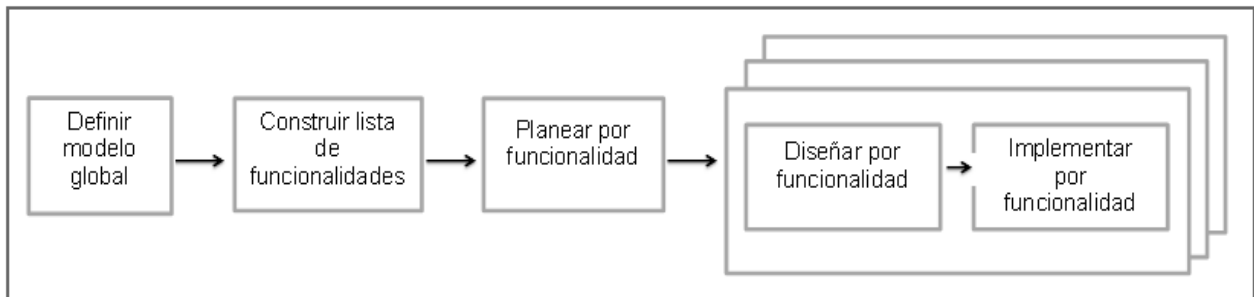 Definir
modelo
global
Construir lista
de
funcionalidades
Planear por
funcionalidad
Diseñar por
funcionalidad
Implementar
por
funcionalidad